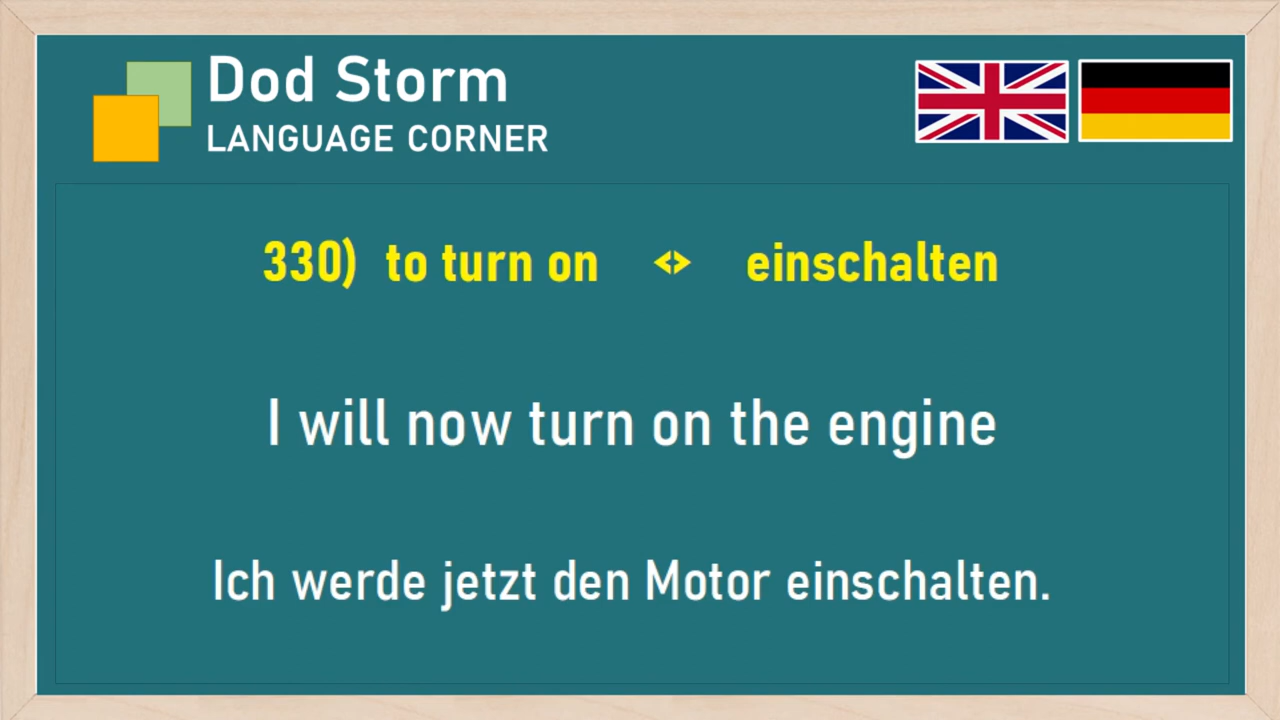 Dod Storm
LANGUAGE CORNER
330) to turn on <> einschalten
I will now turn on the engine
Ich werde jetzt den Motor einschalten.